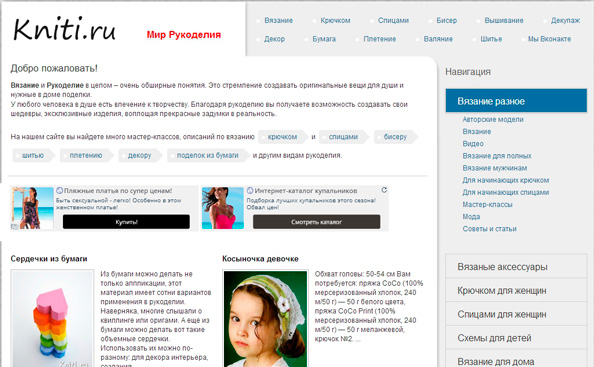 Kniti.ru
Мир Рукоделия
Вязание Крючком Спицами Бисер Вышивание Декупаж
Декор Бумага Плетение Валяние Шитье Мы Вконакте
Добро пожаловать!
Вязание и Рукоделие в целом – очень обширные понятия. Это стремление создавать оригинальные вещи для души и
нужные в доме поделки.
У любого человека в душе есть влечение к творчеству. Благодаря рукоделию вы получаете возможность создавать свои
шедевры, эксклюзивные изделия, воплощая прекрасные задумки в реальность.
На нашем сайте вы найдете много мастер-классов, описаний по вязанию крючком и спицами бисеру
шитью плетению декору поделок из бумаги и другим видам рукоделия.
Пляжные платья по супер ценам!
Быть сексуальной - легко! Особенно в этом
женственном платье!
Купить!
Интернет-каталог купальников
Подборка лучших купальников этого сезона!
Обвал цен!
Смотреть каталог
Сердечки из бумаги
Из бумаги можно делать не
только аппликации, этот
материал имеет сотни вариантов
применения в рукоделии.
Наверняка, многие слышали о
квиллинге или оригами. А еще из
бумаги можно делать вот такие
объемные сердечки.
Использовать их можно по-
разному: для декора интерьера,
создания
Kniti.ru
Косыночка девочке
Обхват головы: 50-54 см Вам
потребуется: пряжа CoCo (100%
мерсеризованный хлопок, 240
м/50 г) — 50 г белого цвета,
пряжа CoCo Print (100%
мерсеризованный хлопок, 240
м/50 г) — 50 г меланжевой,
крючок №2. ...
Навигация
Вязание разное
Авторские модели
Вязание
Видео
Вязание для полных
Вязание мужчинам
Для начинающих крючком
Для начинающих спицами
Мастер-классы
Мода
Советы и статьи
Вязаные аксессуары
Крючком для женщин
Спицами для женщин
Схемы для детей
Вязание для дома